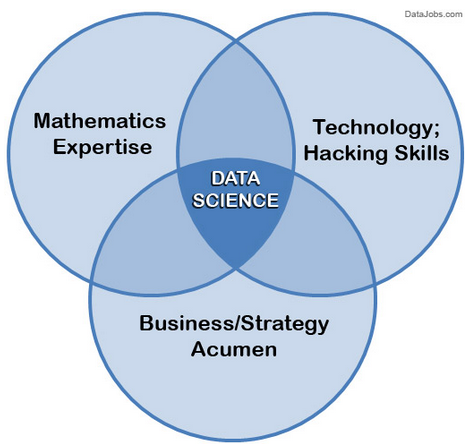 DataJobs.com
Mathematics
Expertise
Technology;
Hacking Skills
DATA
SCIENCE
Business/Strategy
Acumen